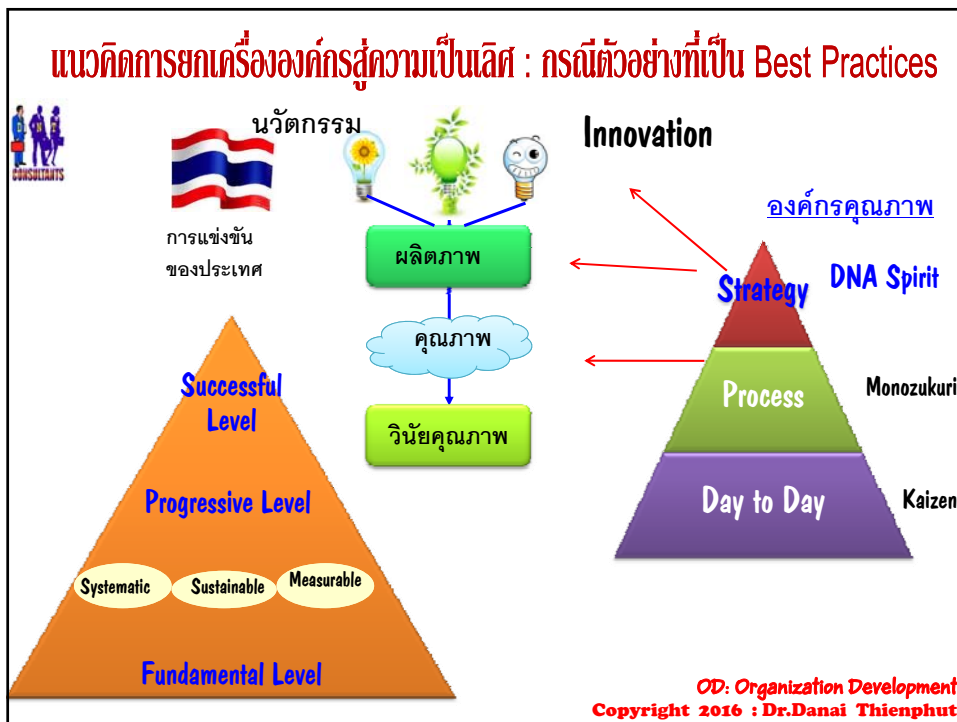 แนวคิดการยกเครื่ององค์กรสู่ความเป็นเลิศ : กรณีตัวอย่างที่เป็น Best Practices
D N T
CONSULTANTS
นวัตกรรม
Innovation
การแข่งขัน
ของประเทศ
ผลิตภาพ
คุณภาพ
วินัยคุณภาพ
Successful
Level
Progressive Level
Systematic
Sustainable
Measurable
Fundamental Level
องค์กรคุณภาพ
Strategy
DNA Spirit
Process
Monozukuri
Day to Day
Kaizen
OD: Organization Development
Copyright 2016 : Dr.Danai Thienphut